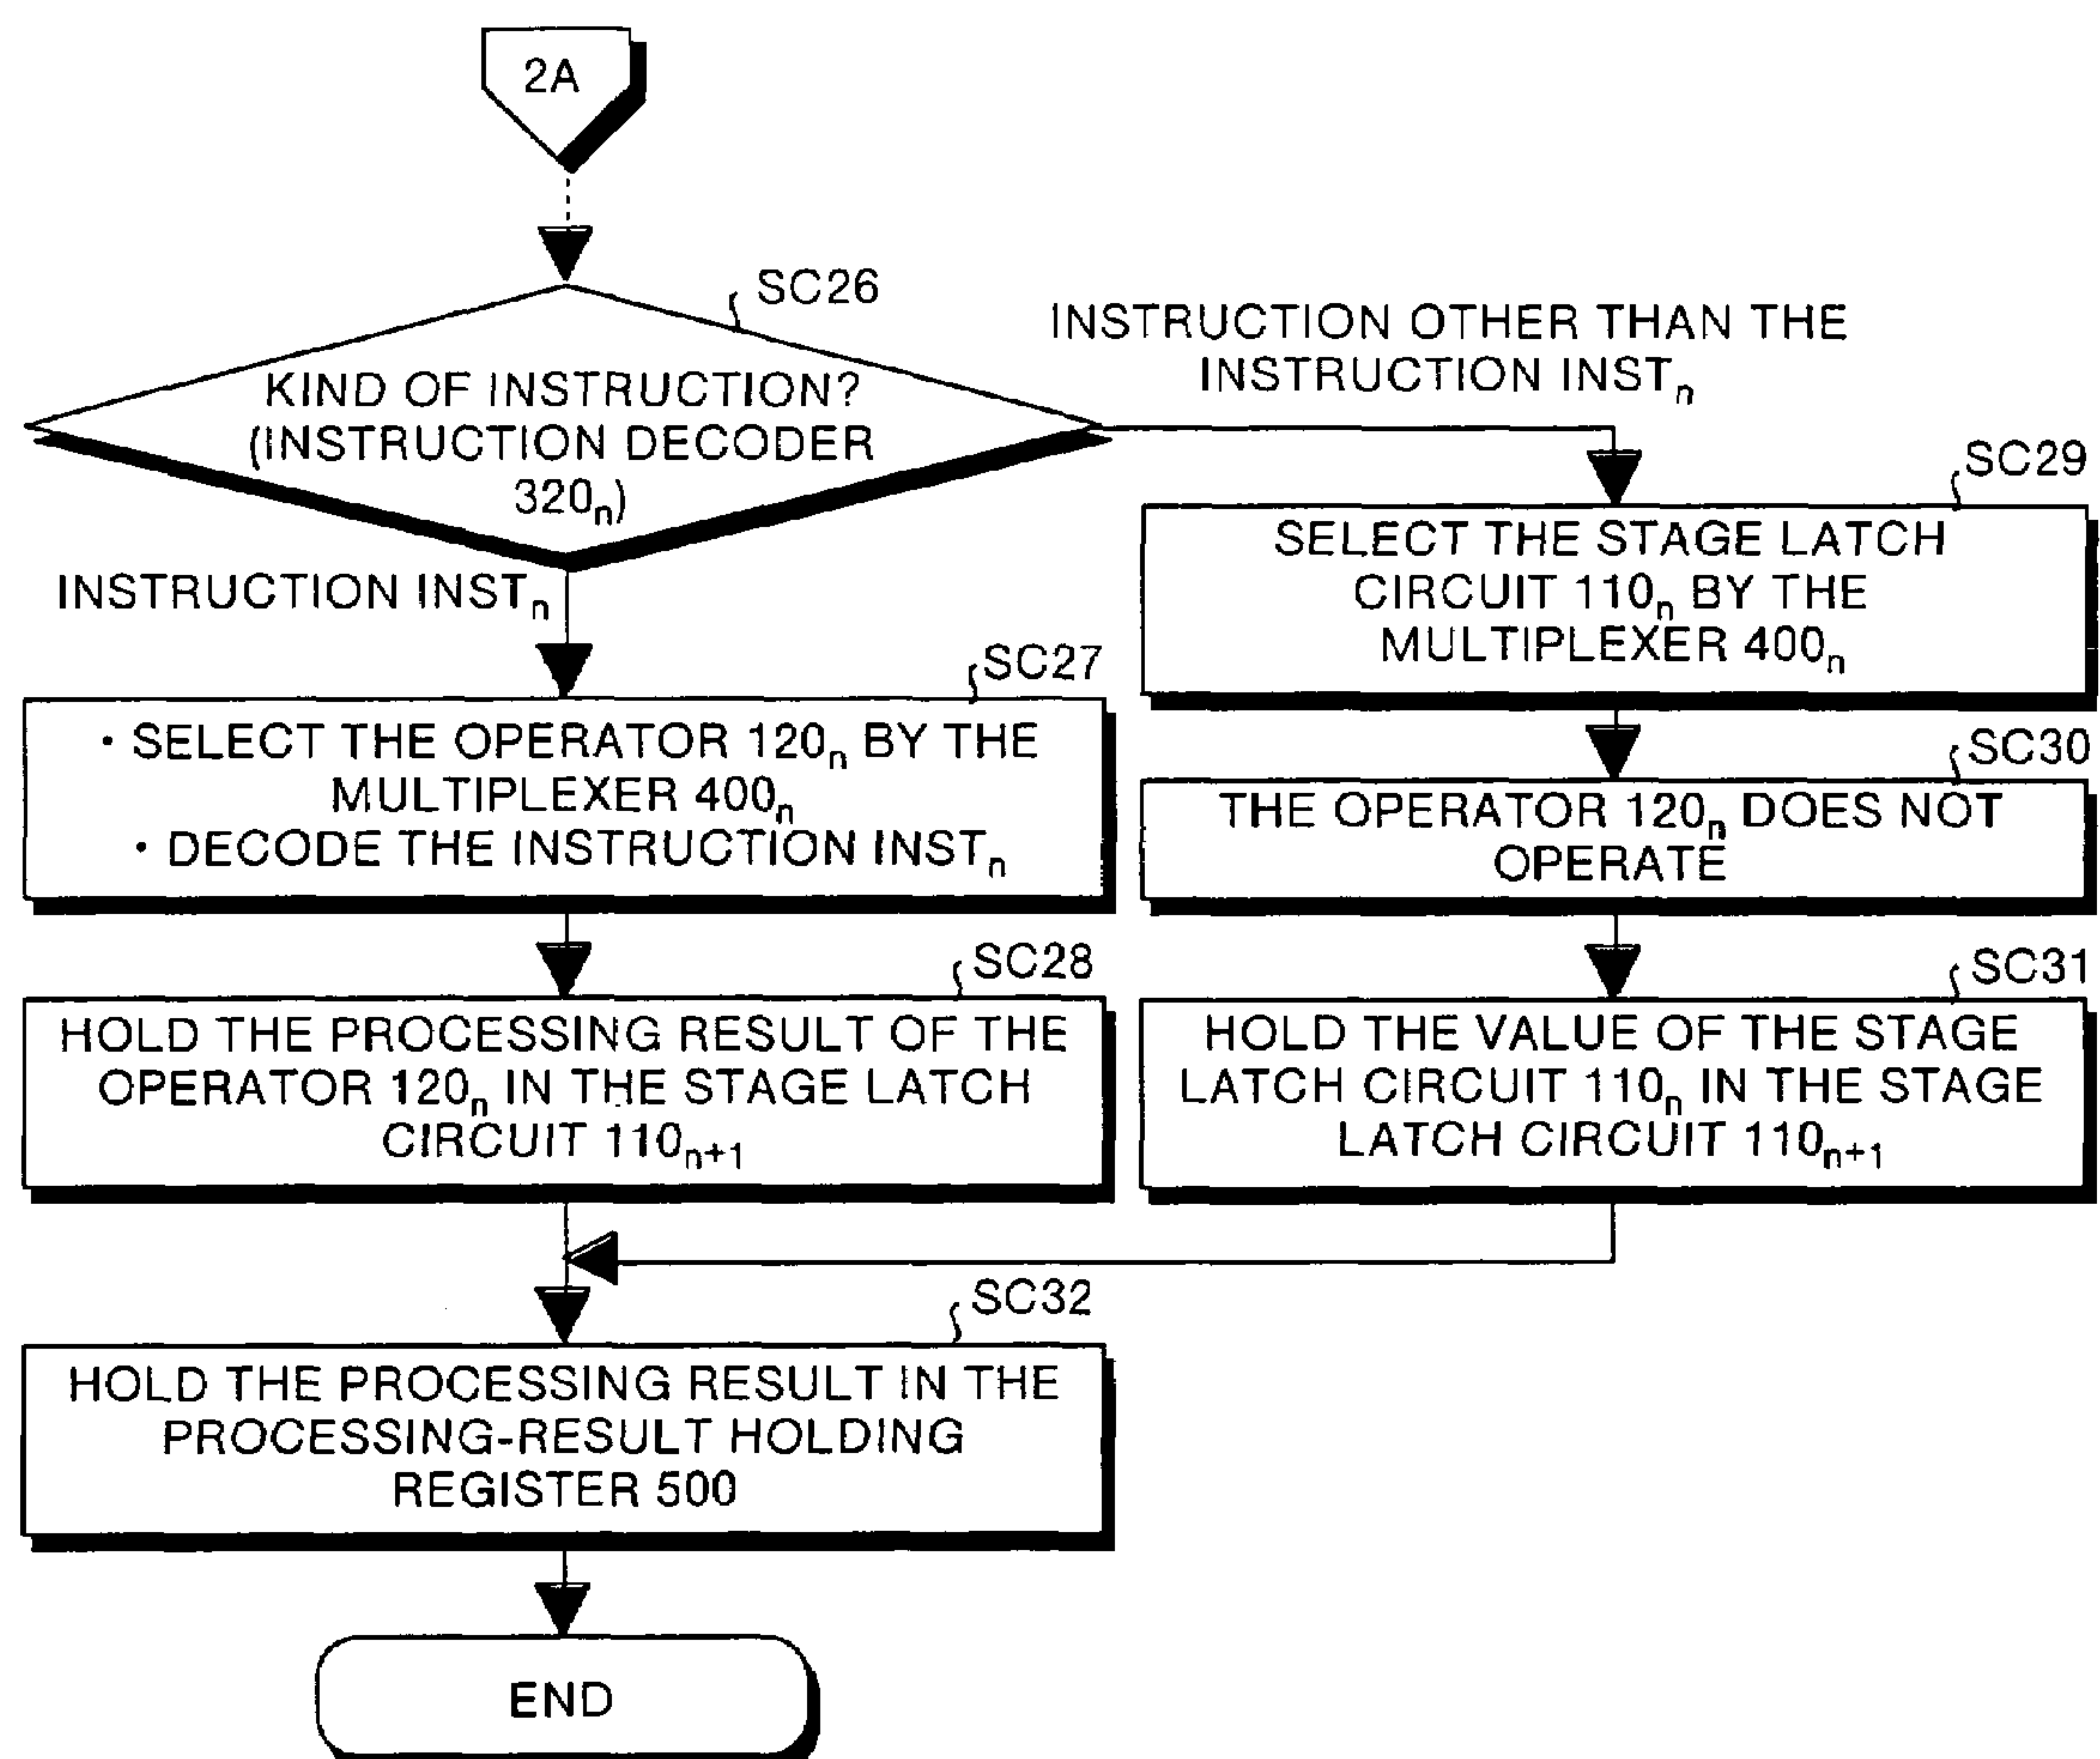 2A
SC26
KIND OF INSTRUCTION?
(INSTRUCTION DECODER
320n)
INSTRUCTION OTHER THAN THE
INSTRUCTION INSTn
INSTRUCTION INSTn
SC27
• SELECT THE OPERATOR 120n BY THE
MULTIPLEXER 400n
• DECODE THE INSTRUCTION INSTn
SC28
HOLD THE PROCESSING RESULT OF THE
OPERATOR 120n IN THE STAGE LATCH
CIRCUIT 110n+1
SC29
SELECT THE STAGE LATCH
CIRCUIT 110n BY THE
MULTIPLEXER 400n
SC30
THE OPERATOR 120n DOES NOT
OPERATE
SC31
HOLD THE VALUE OF THE STAGE
LATCH CIRCUIT 110n IN THE STAGE
LATCH CIRCUIT 110n+1
SC32
HOLD THE PROCESSING RESULT IN THE
PROCESSING-RESULT HOLDING
REGISTER 500
END